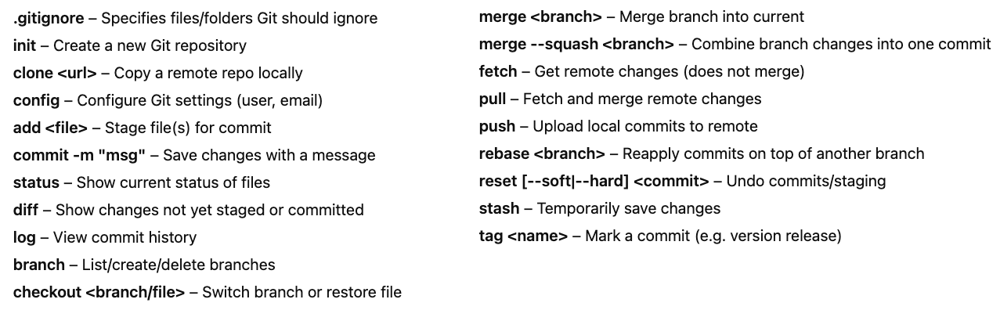 .gitignore – Specifies files/folders Git should ignore
init – Create a new Git repository
clone <url> – Copy a remote repo locally
config – Configure Git settings (user, email)
add <file> – Stage file(s) for commit
commit -m "msg" – Save changes with a message
status – Show current status of files
diff – Show changes not yet staged or committed
log – View commit history
branch – List/create/delete branches
checkout <branch/file> – Switch branch or restore file
merge <branch> – Merge branch into current
merge --squash <branch> – Combine branch changes into one commit
fetch – Get remote changes (does not merge)
pull – Fetch and merge remote changes
push – Upload local commits to remote
rebase <branch> – Reapply commits on top of another branch
reset [--soft|--hard] <commit> – Undo commits/staging
stash – Temporarily save changes
tag <name> – Mark a commit (e.g. version release)